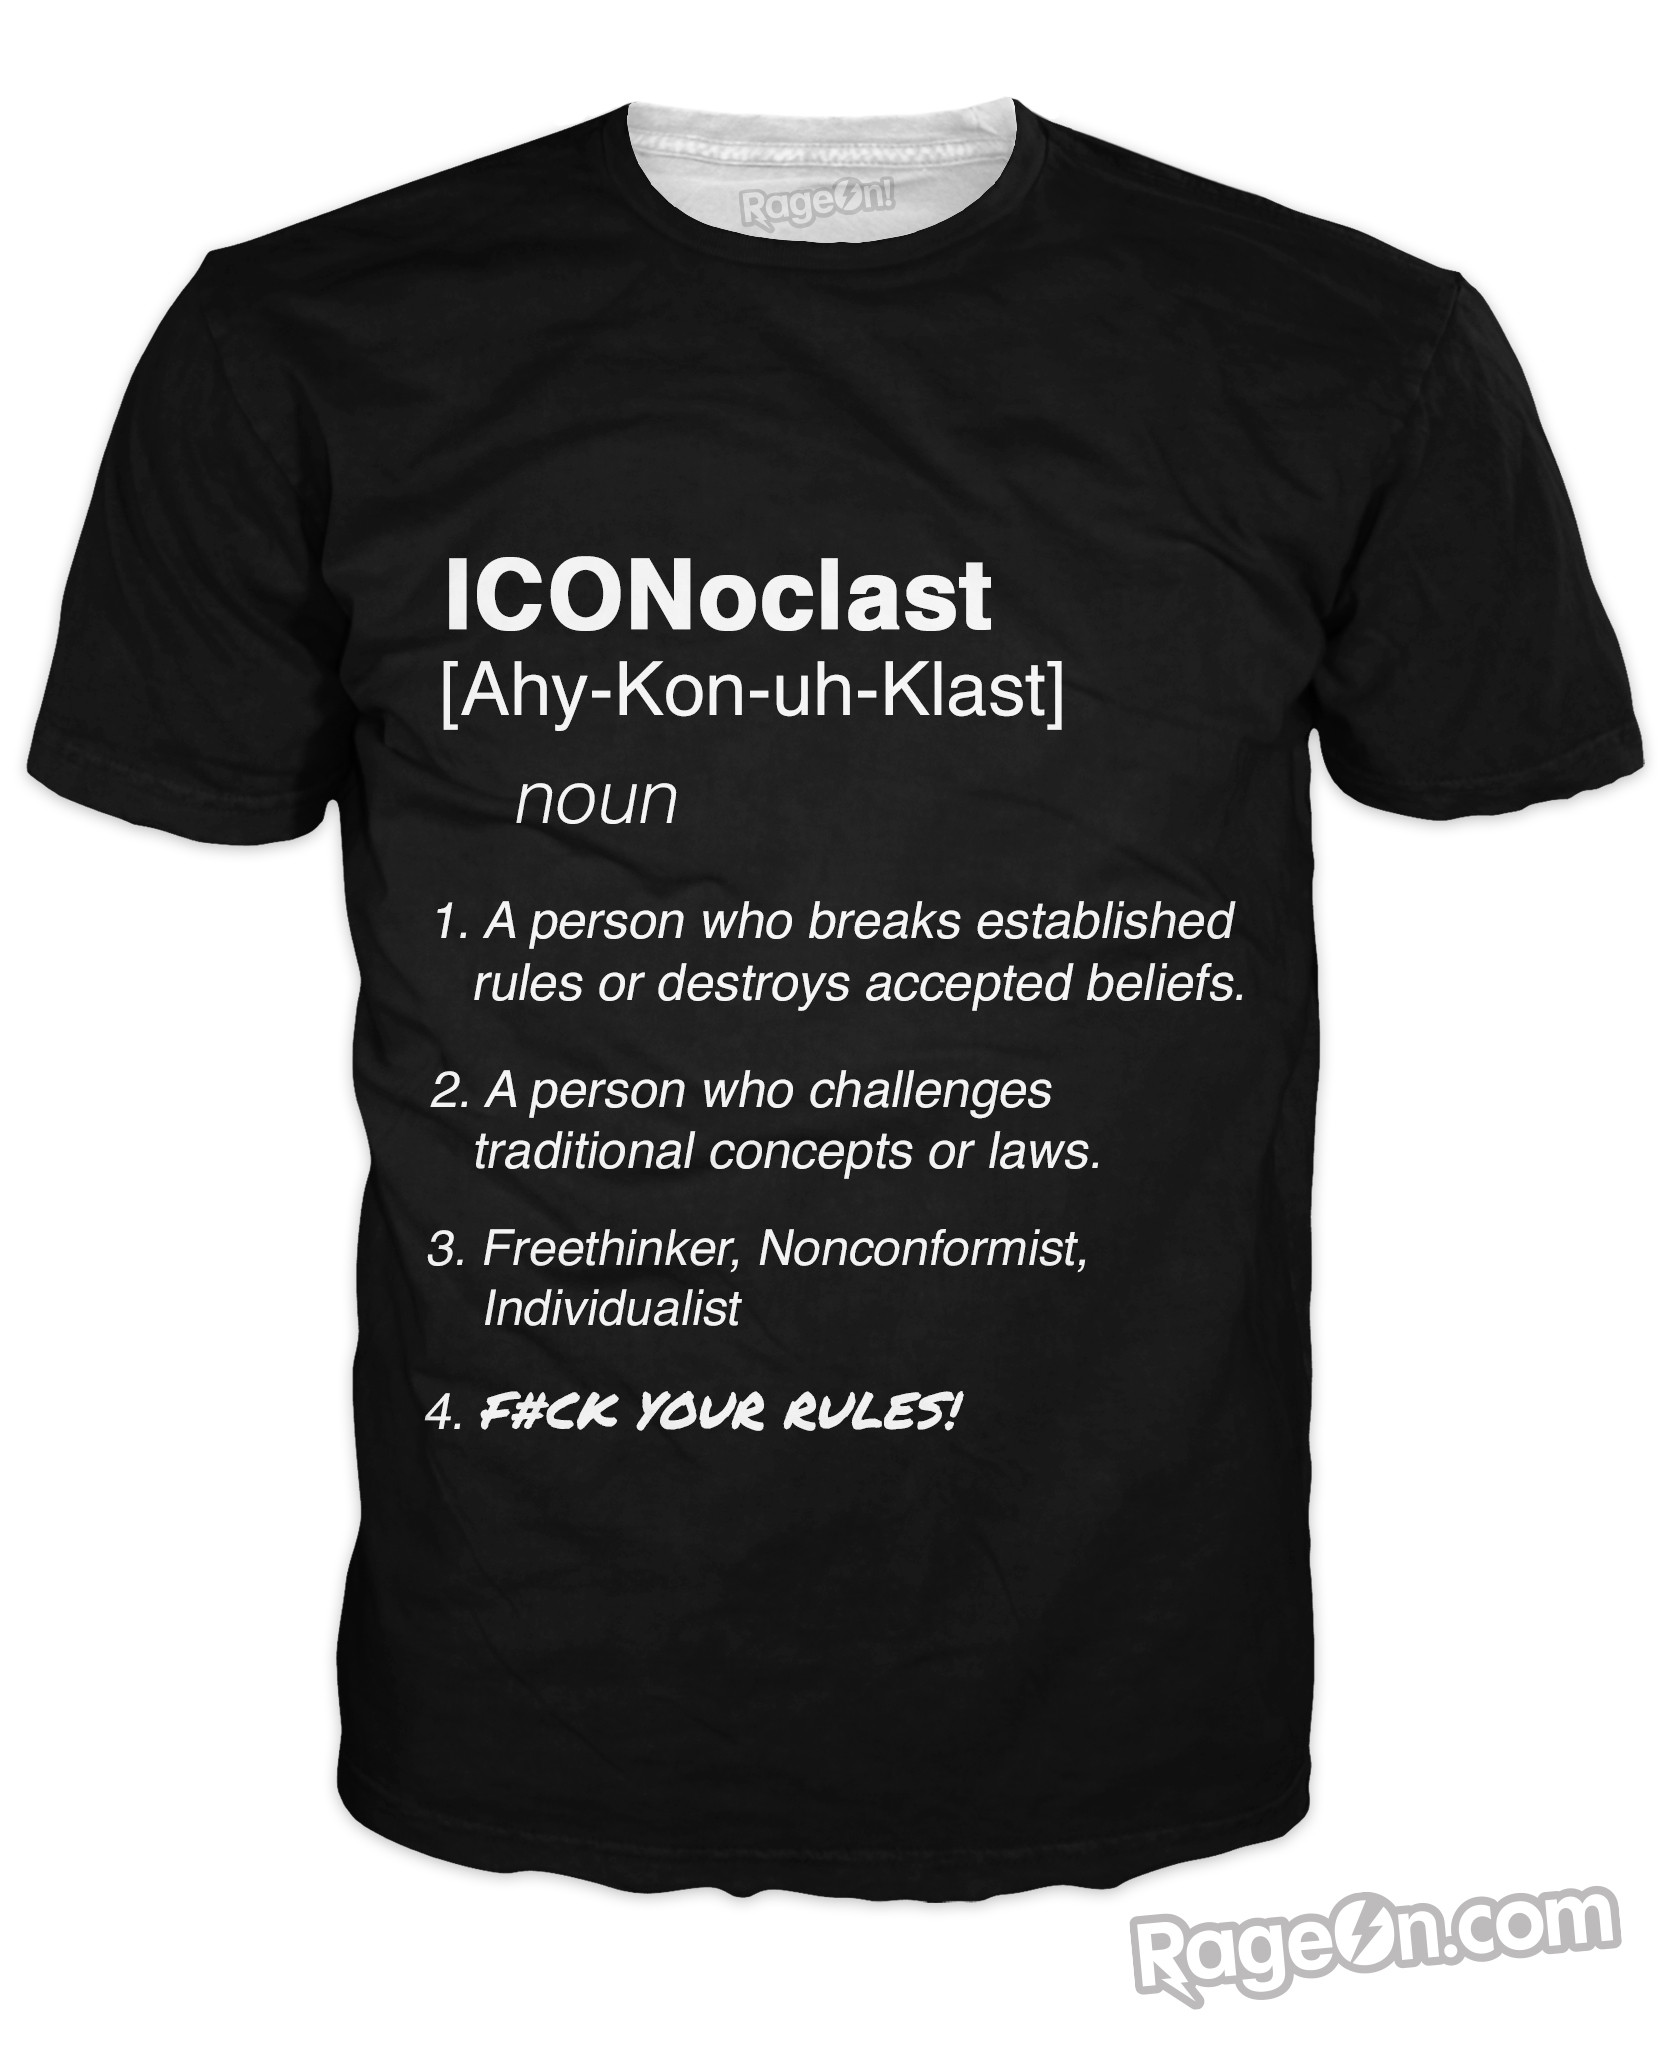 RageOn!
ICONoclast
[Ahy-Kon-uh-Klast]
noun
1. A person who breaks established
rules or destroys accepted beliefs.
2. A person who challenges
traditional concepts or laws.
3. Freethinker, Nonconformist,
Individualist
4. F#CK YOUR RULES!
RageOn.com